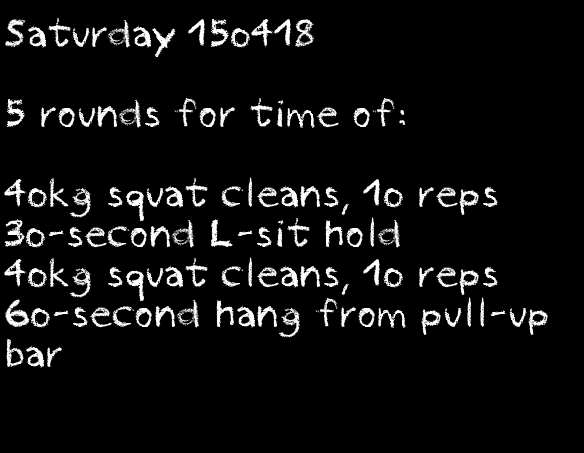 Saturday 150418
5 rounds for time of:
40kg squat cleans, 10 reps
30-second L-sit hold
40kg squat cleans, 10 reps
60-second hang from pull-up
bar